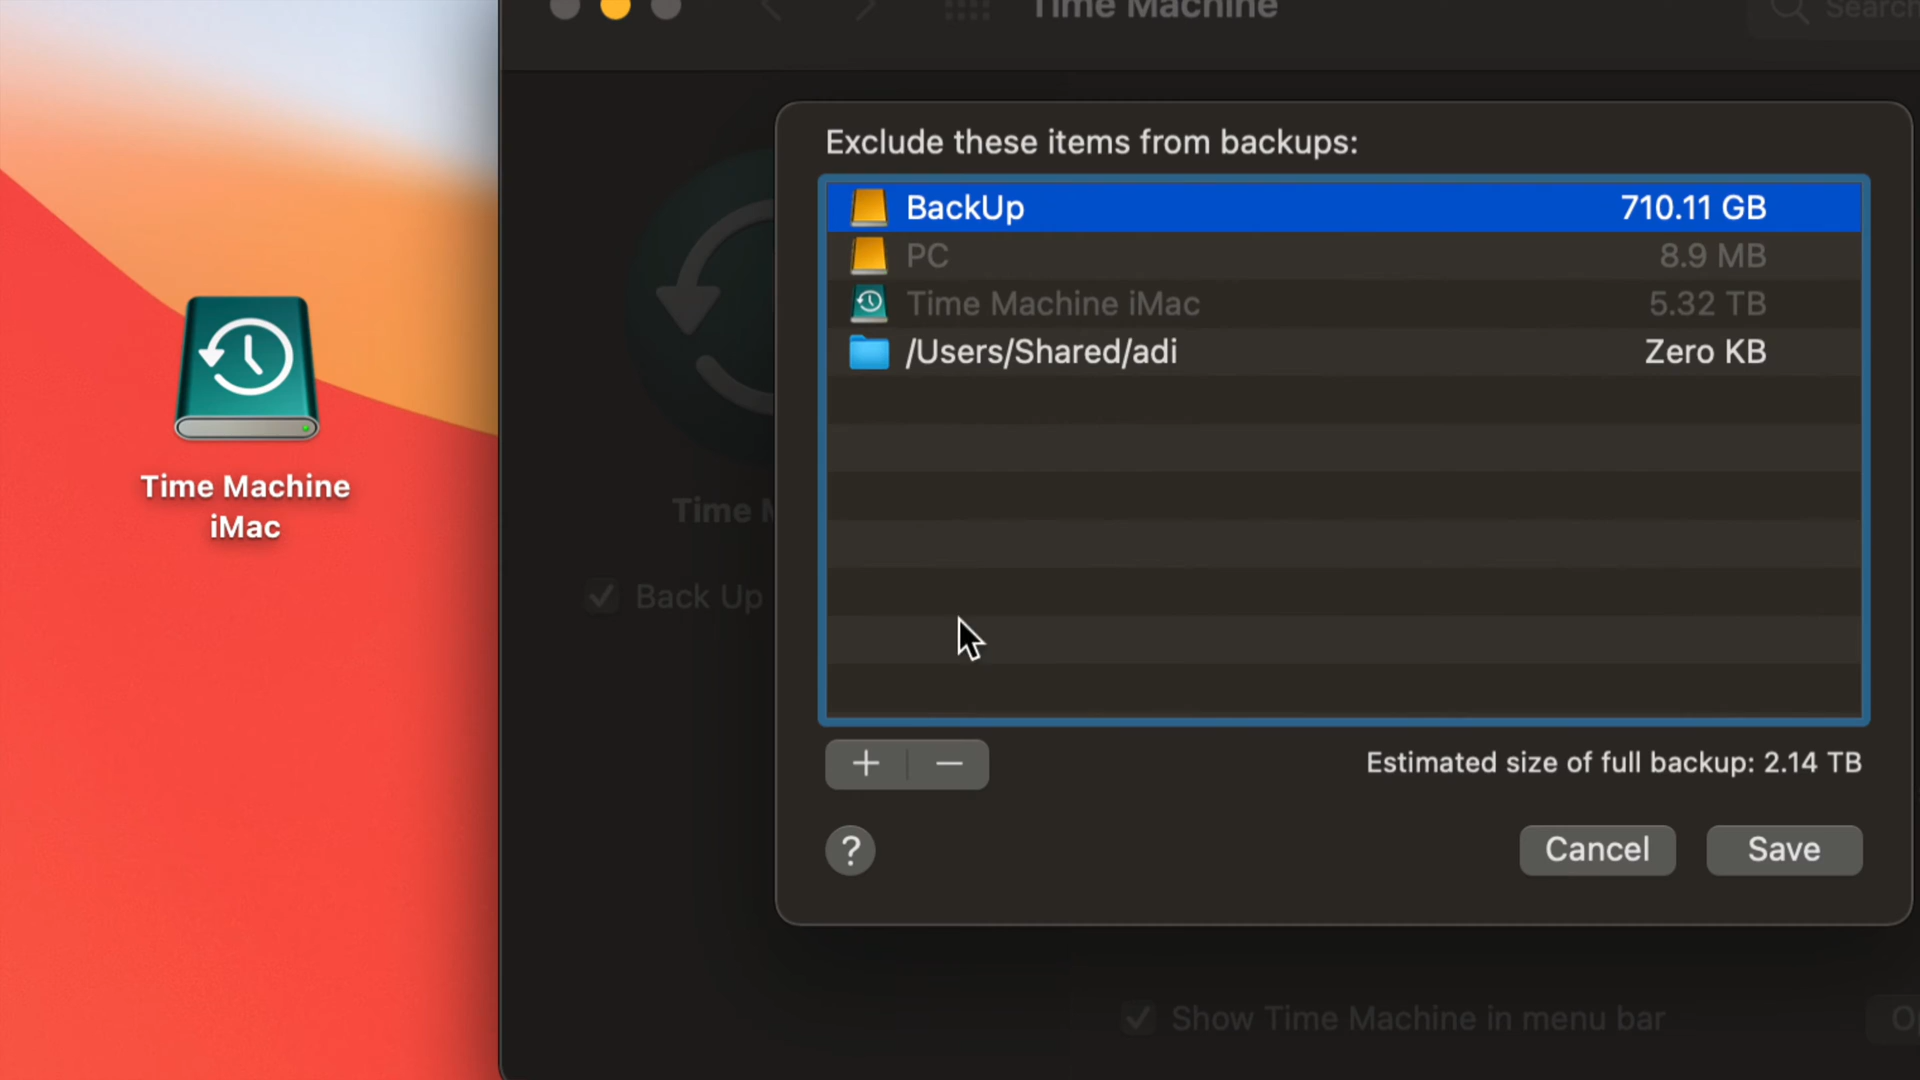 Time Machine
Search
Exclude these items from backups:
BackUp 710.11 GB
PC 8.9 MB
Time Machine iMac 5.32 TB
/Users/Shared/adi Zero KB
Time Machine
iMac
Time M
Back Up
+ −
Estimated size of full backup: 2.14 TB
?
Cancel
Save
Show Time Machine in menu bar
O